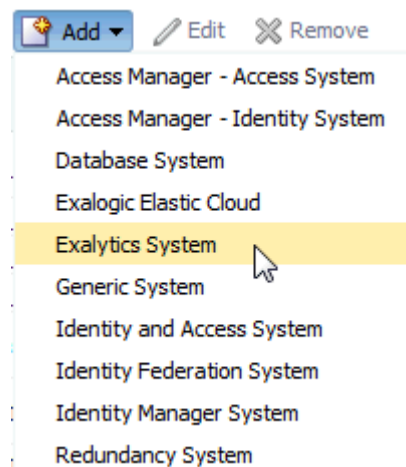 Add Edit Remove
Access Manager - Access System
Access Manager - Identity System
Database System
Exalogic Elastic Cloud
Exalytics System
Generic System
Identity and Access System
Identity Federation System
Identity Manager System
Redundancy System